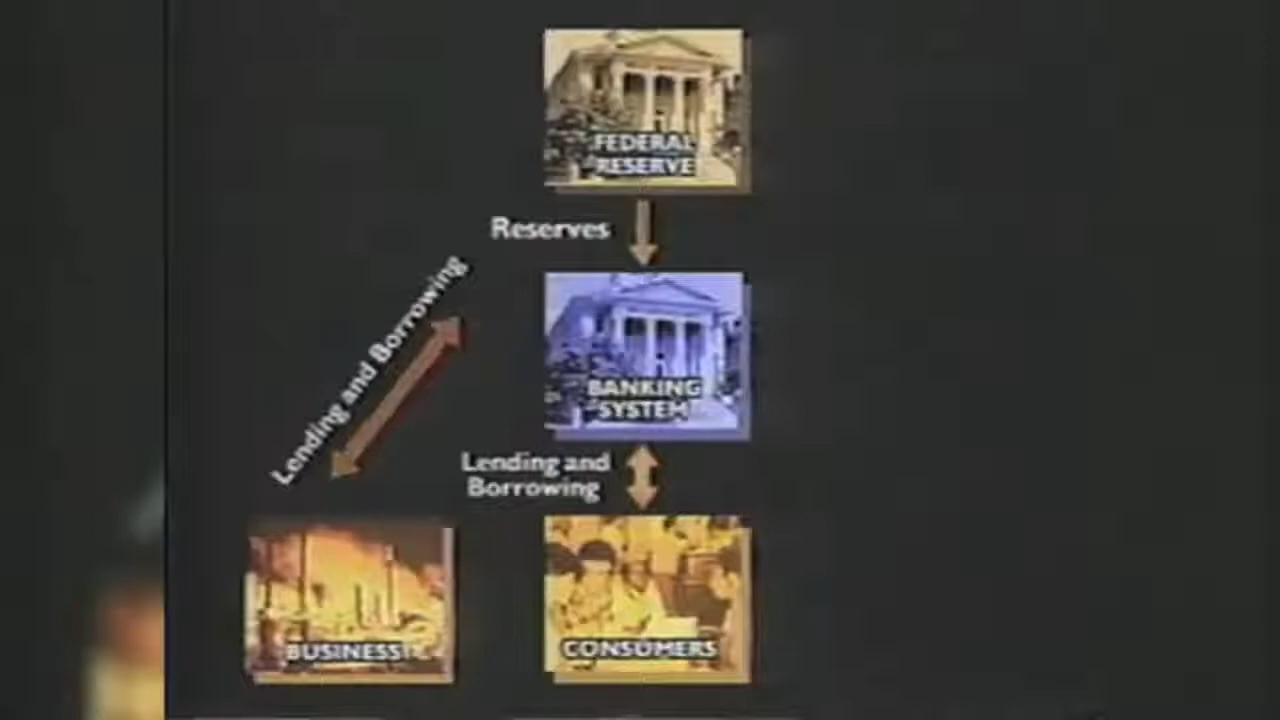 FEDERAL
RESERVE
Reserves
Lending and Borrowing
BANKING
SYSTEM
Lending and
Borrowing
BUSINESS
CONSUMERS